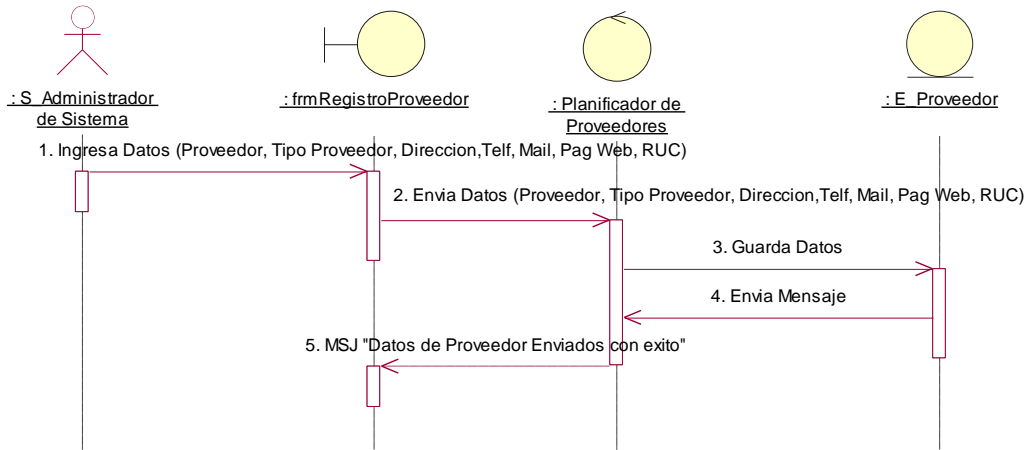 : S_Administrador
de Sistema
: frmRegistroProveedor
: Planificador de
Proveedores
: E_Proveedor
1. Ingresa Datos (Proveedor, Tipo Proveedor, Direccion,Telf, Mail, Pag Web, RUC)
2. Envia Datos (Proveedor, Tipo Proveedor, Direccion,Telf, Mail, Pag Web, RUC)
3. Guarda Datos
4. Envia Mensaje
5. MSJ "Datos de Proveedor Enviados con exito"